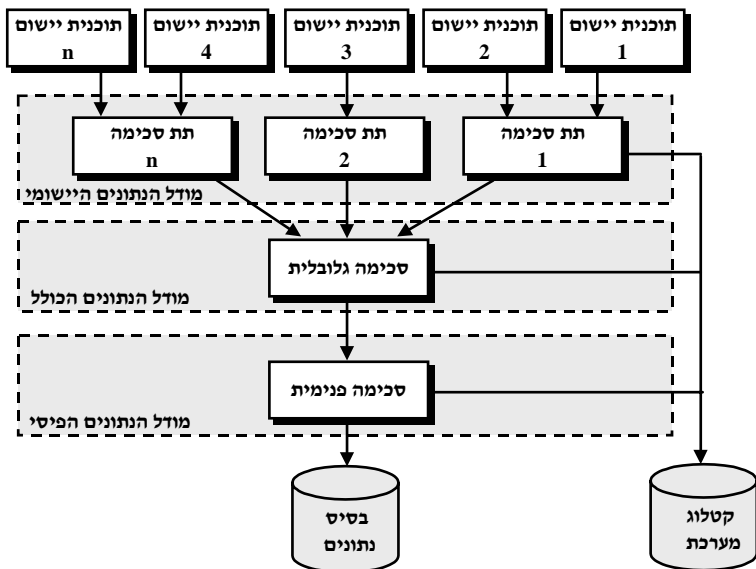 תוכנית יישום
1
תוכנית יישום
2
תוכנית יישום
3
תוכנית יישום
4
תוכנית יישום
n
תת סכימה
1
תת סכימה
2
תת סכימה
n
מודל הנתונים היישומי
סכימה גלובלית
מודל הנתונים הכולל
סכימה פנימית
מודל הנתונים הפיסי
בסיס
נתונים
קטלוג
מערכת